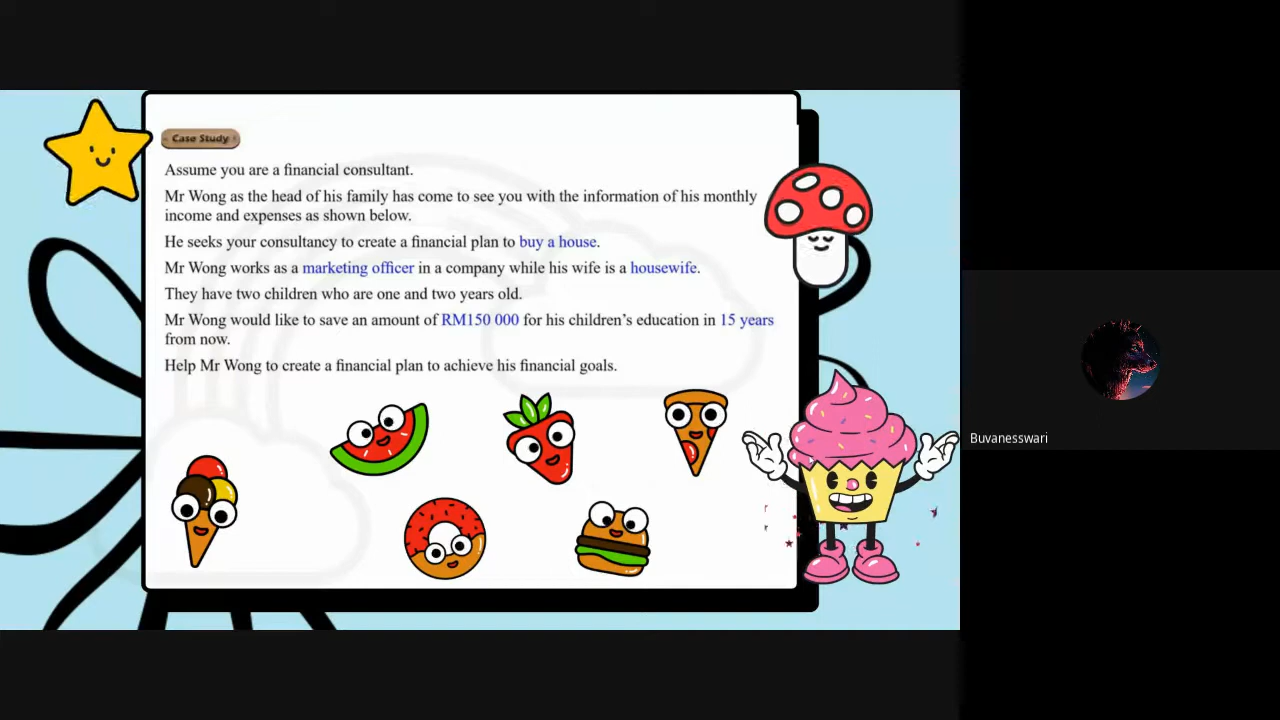 Case Study
Assume you are a financial consultant.
Mr Wong as the head of his family has come to see you with the information of his monthly
income and expenses as shown below.
He seeks your consultancy to create a financial plan to buy a house.
Mr Wong works as a marketing officer in a company while his wife is a housewife.
They have two children who are one and two years old.
Mr Wong would like to save an amount of RM150 000 for his children's education in 15 years
from now.
Help Mr Wong to create a financial plan to achieve his financial goals.
Buvanesswari